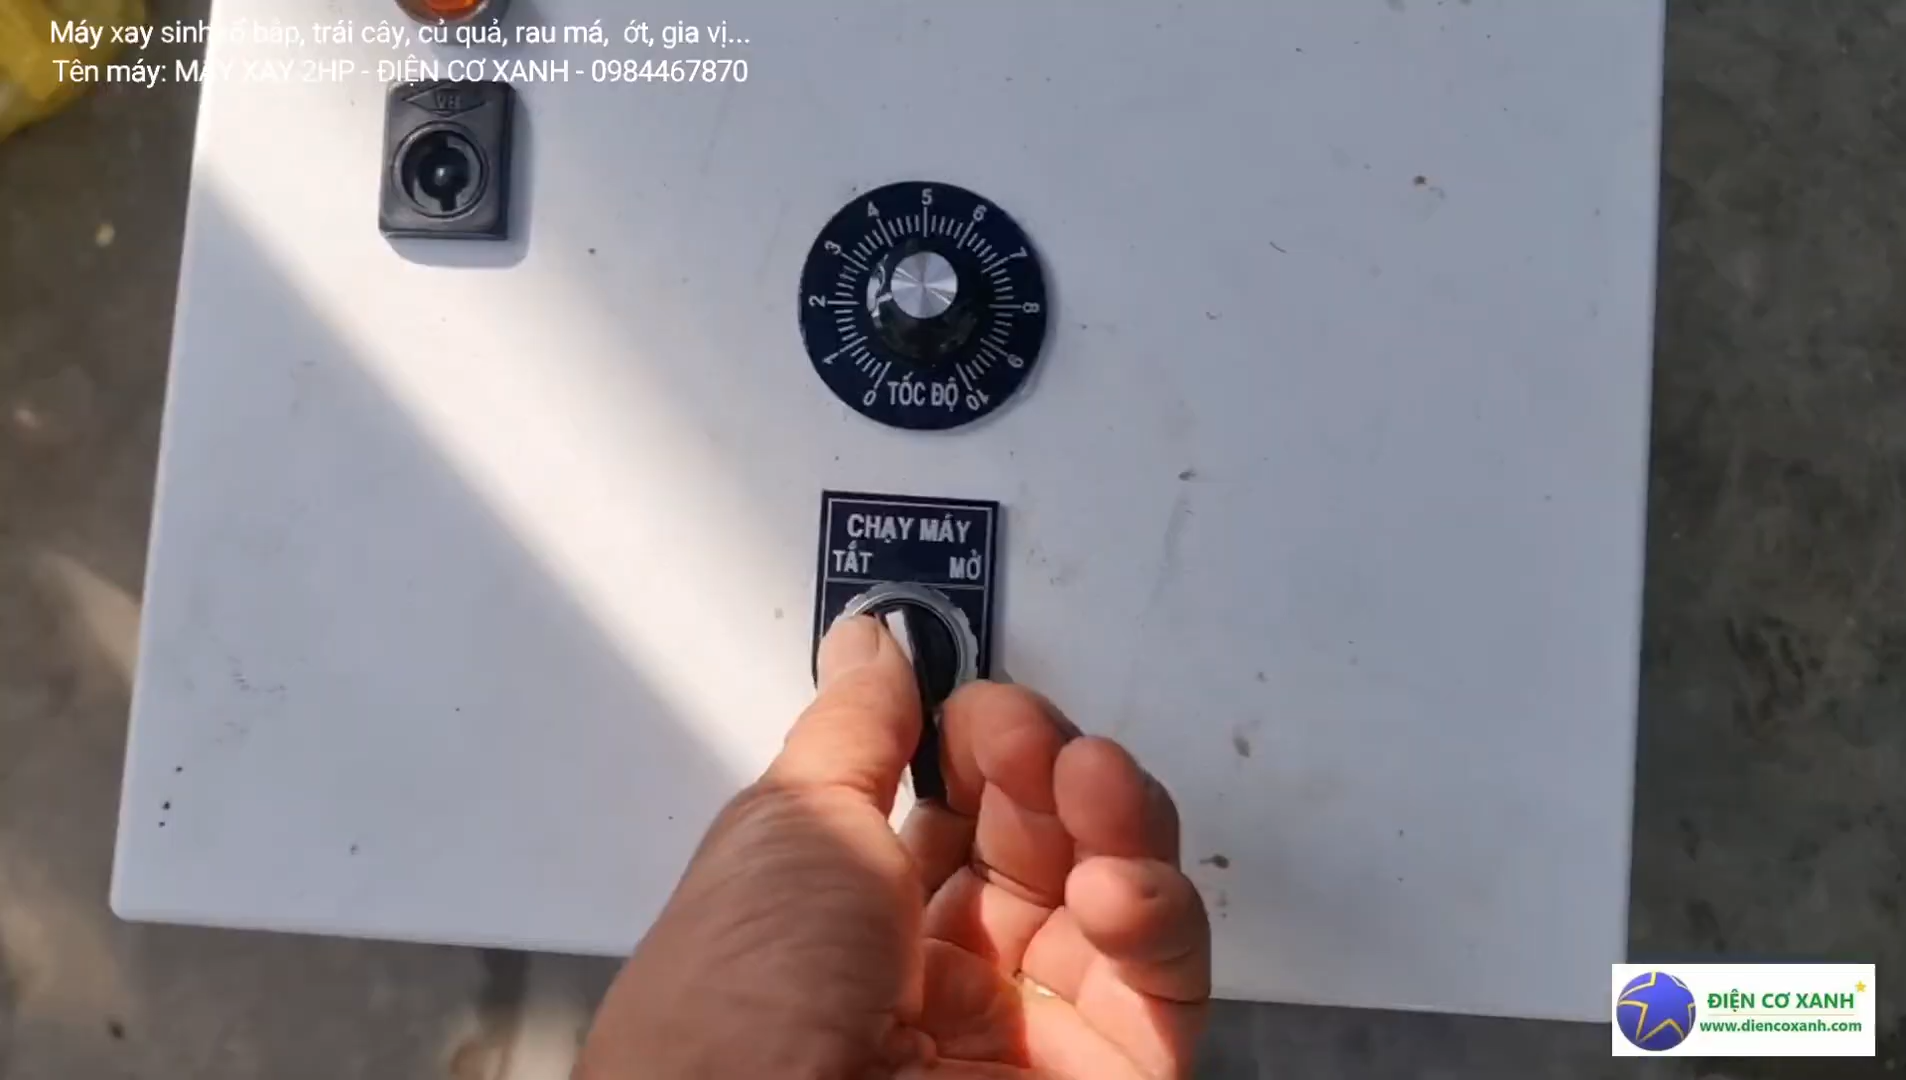 Máy xay sinh tố bắp, trái cây, củ quả, rau má, ớt, gia vị...
Tên máy: MÁY XAY 2HP - ĐIỆN CƠ XANH - 0984467870
0 1 2 3 4 5 6 7 8 9 10
TỐC ĐỘ
CHẠY MÁY
TẮT MỞ
ĐIỆN CƠ XANH
www.diencoxanh.com